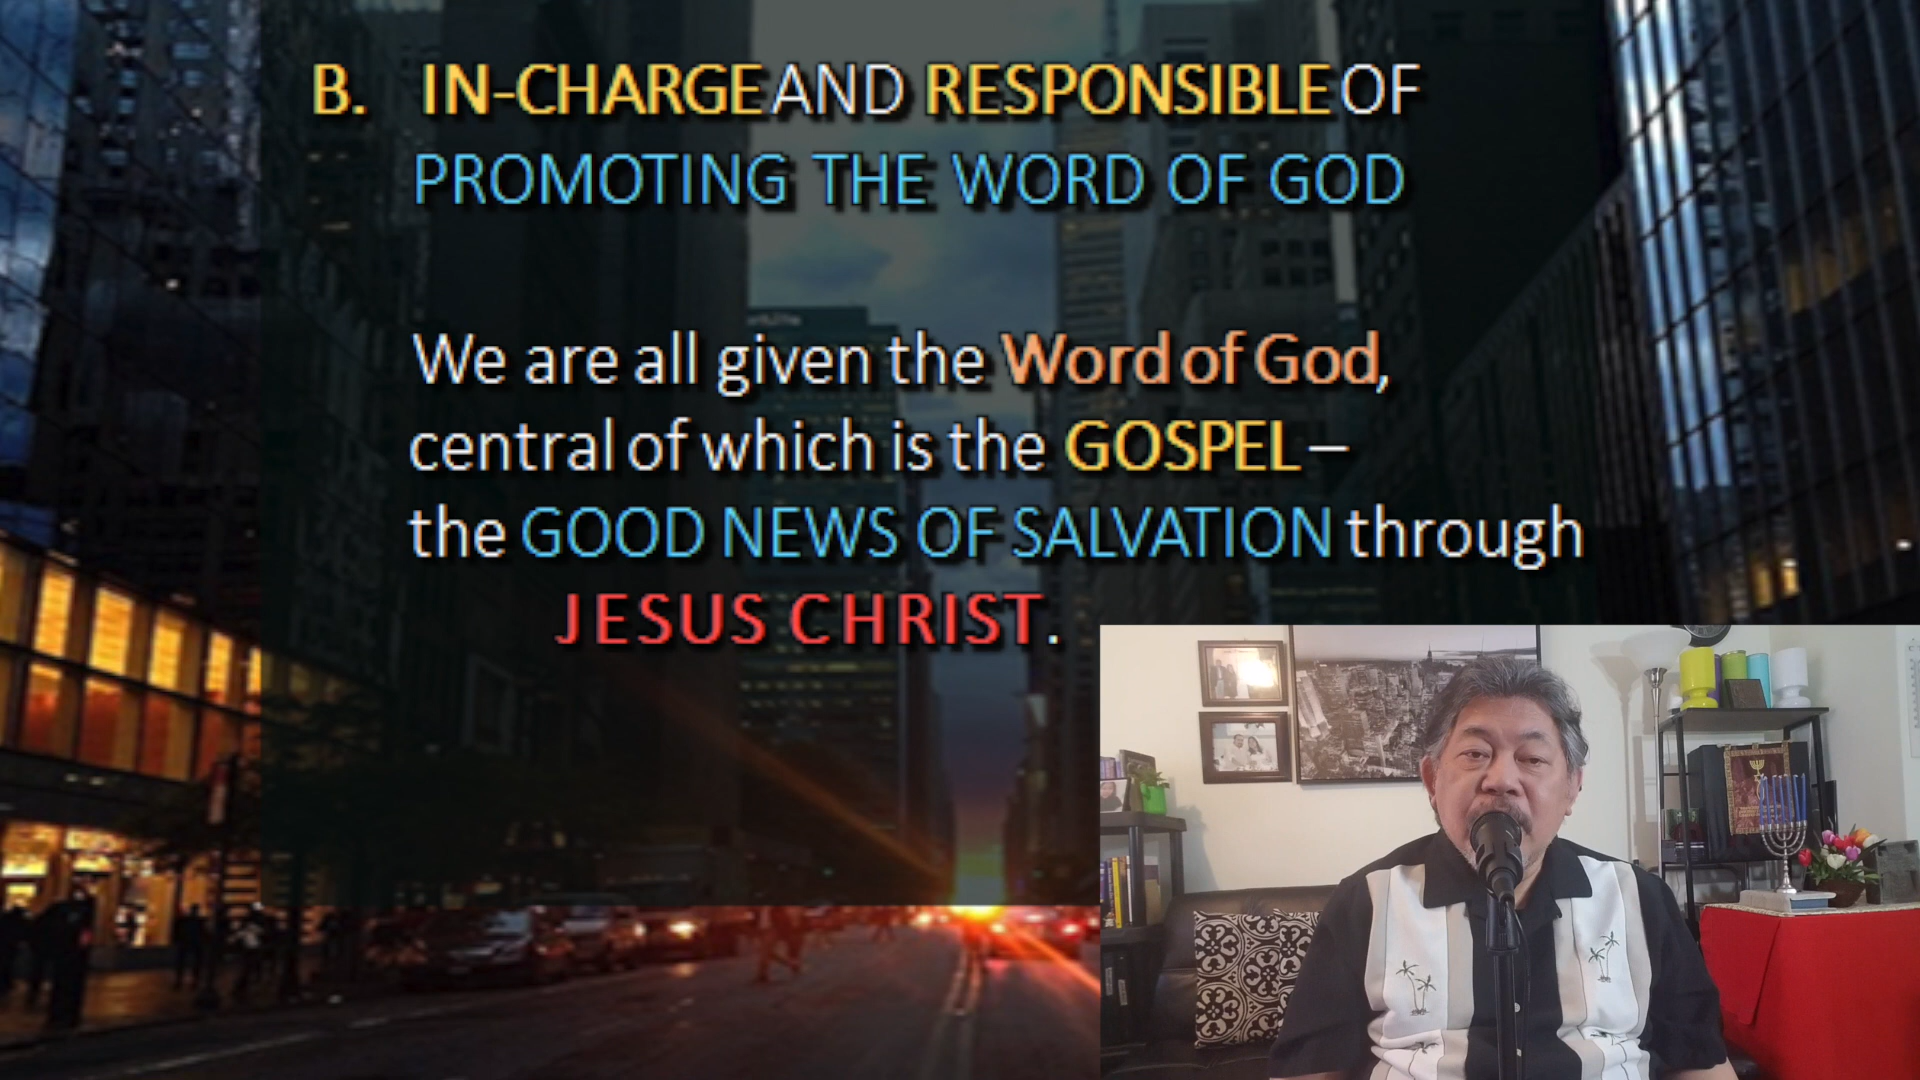 B. IN-CHARGE AND RESPONSIBLE OF
PROMOTING THE WORD OF GOD
We are all given the Word of God,
central of which is the GOSPEL –
the GOOD NEWS OF SALVATION through
JESUS CHRIST.